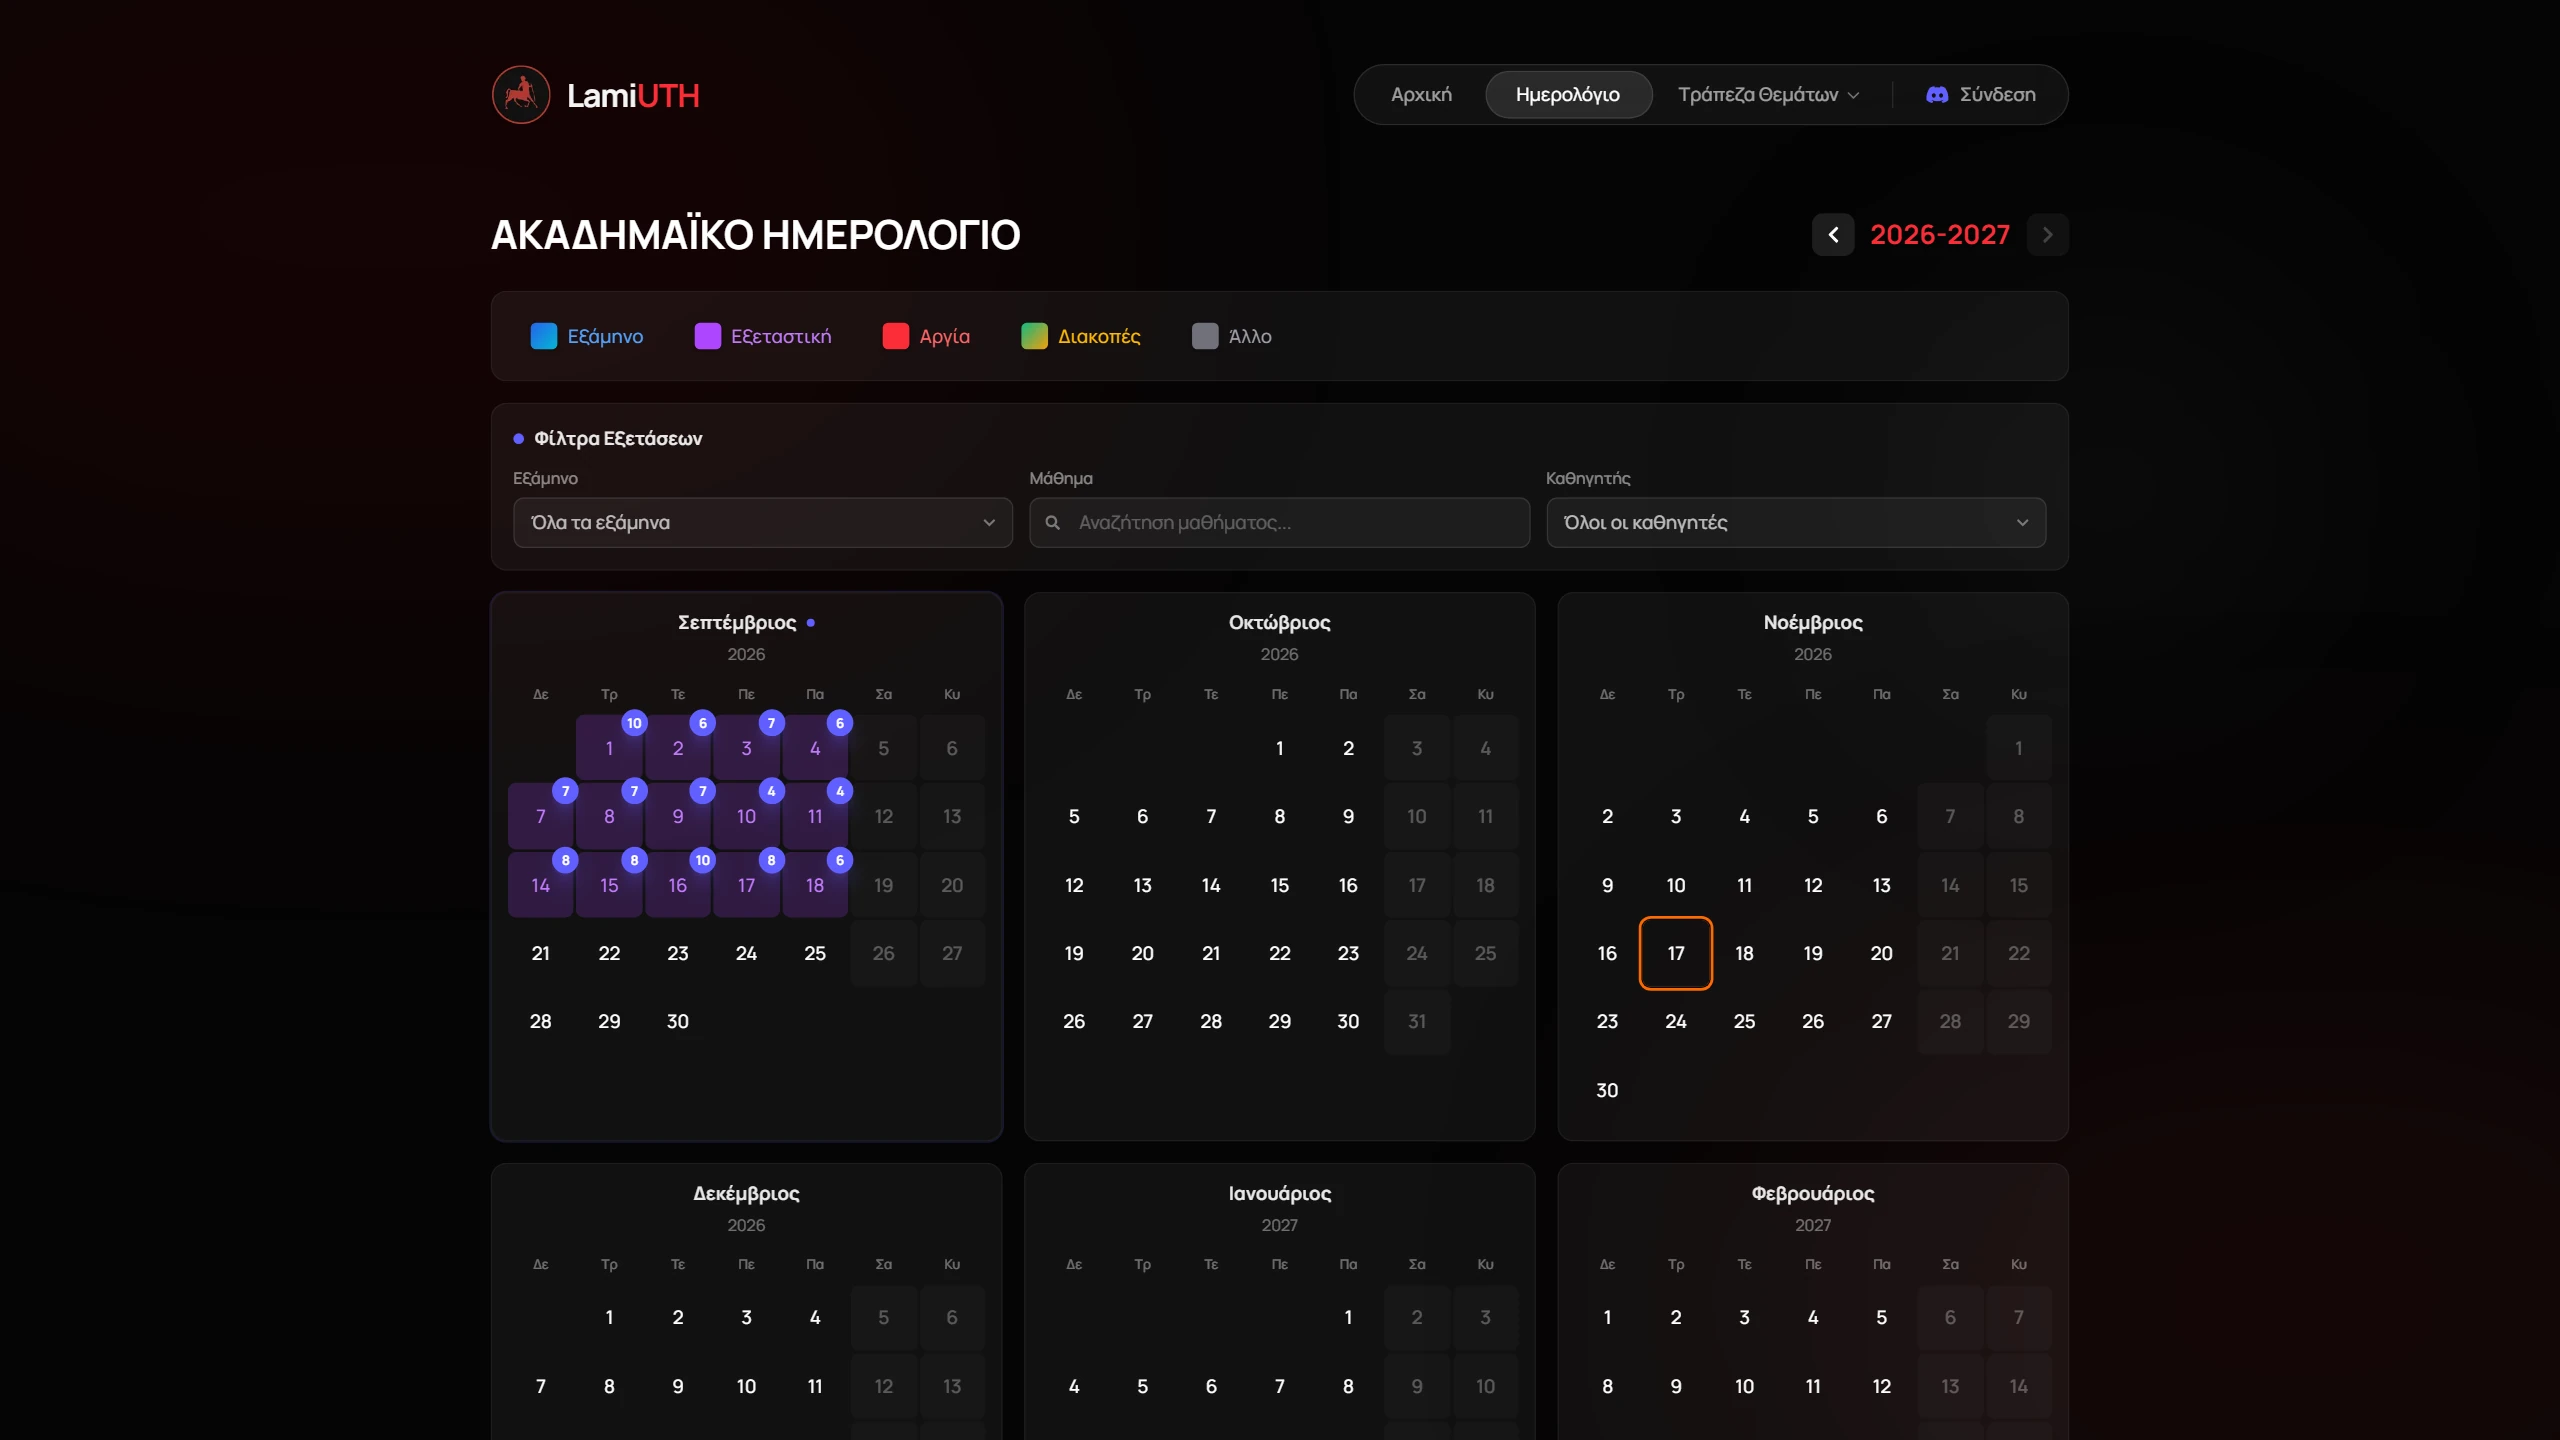 LamiUTH
Αρχική Ημερολόγιο Τράπεζα Θεμάτων Σύνδεση
ΑΚΑΔΗΜΑΪΚΟ ΗΜΕΡΟΛΟΓΙΟ
2026-2027
Εξάμηνο Εξεταστική Αργία Διακοπές Άλλο
Φίλτρα Εξετάσεων
Εξάμηνο
Όλα τα εξάμηνα
Μάθημα
Αναζήτηση μαθήματος...
Καθηγητής
Όλοι οι καθηγητές
Σεπτέμβριος
2026
Δε Τρ Τε Πε Πα Σα Κυ
10 6 7 6
1 2 3 4 5 6
7 7 7 4 4
7 8 9 10 11 12 13
8 8 10 8 6
14 15 16 17 18 19 20
21 22 23 24 25 26 27
28 29 30
Οκτώβριος
2026
Δε Τρ Τε Πε Πα Σα Κυ
1 2 3 4
5 6 7 8 9 10 11
12 13 14 15 16 17 18
19 20 21 22 23 24 25
26 27 28 29 30 31
Νοέμβριος
2026
Δε Τρ Τε Πε Πα Σα Κυ
1
2 3 4 5 6 7 8
9 10 11 12 13 14 15
16 17 18 19 20 21 22
23 24 25 26 27 28 29
30
Δεκέμβριος
2026
Δε Τρ Τε Πε Πα Σα Κυ
1 2 3 4 5 6
7 8 9 10 11 12 13
Ιανουάριος
2027
Δε Τρ Τε Πε Πα Σα Κυ
1 2 3
4 5 6 7 8 9 10
Φεβρουάριος
2027
Δε Τρ Τε Πε Πα Σα Κυ
1 2 3 4 5 6 7
8 9 10 11 12 13 14